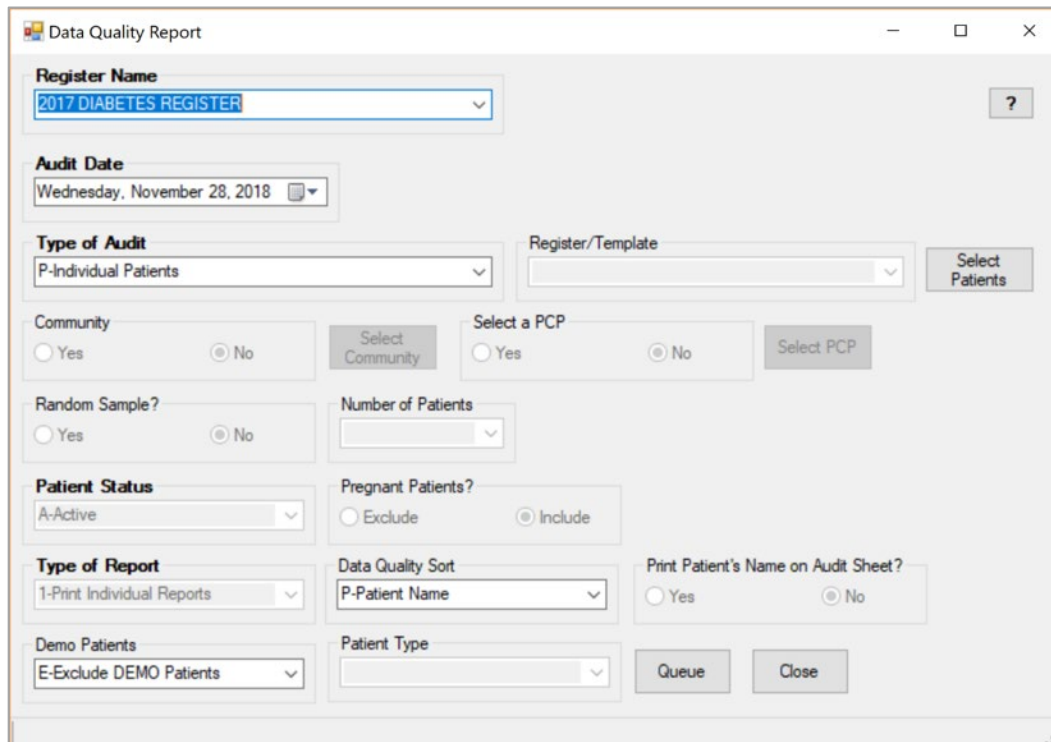 Data Quality Report
Register Name
2017 DIABETES REGISTER
?
Audit Date
Wednesday, November 28, 2018
Type of Audit
P-Individual Patients
Register/Template
Select
Patients
Community
Yes No
Select
Community
Select a PCP
Yes No
Select PCP
Random Sample?
Yes No
Number of Patients
Patient Status
A-Active
Pregnant Patients?
Exclude Include
Type of Report
1-Print Individual Reports
Data Quality Sort
P-Patient Name
Print Patient's Name on Audit Sheet?
Yes No
Demo Patients
E-Exclude DEMO Patients
Patient Type
Queue
Close